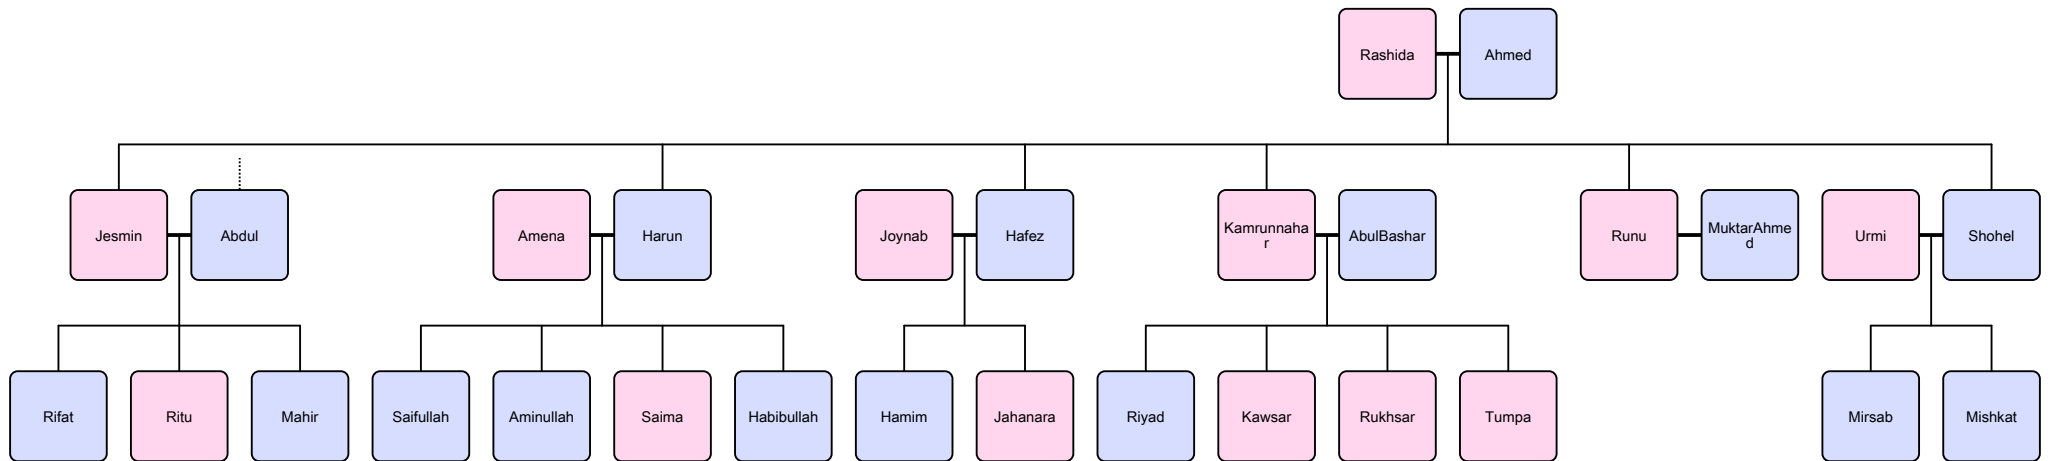 Rashida
Ahmed
Jesmin
Abdul
Amena
Harun
Joynab
Hafez
Kamrunnaha
r
AbulBashar
Runu
MuktarAhme
d
Urmi
Shohel
Rifat
Ritu
Mahir
Saifullah
Aminullah
Saima
Habibullah
Hamim
Jahanara
Riyad
Kawsar
Rukhsar
Tumpa
Mirsab
Mishkat